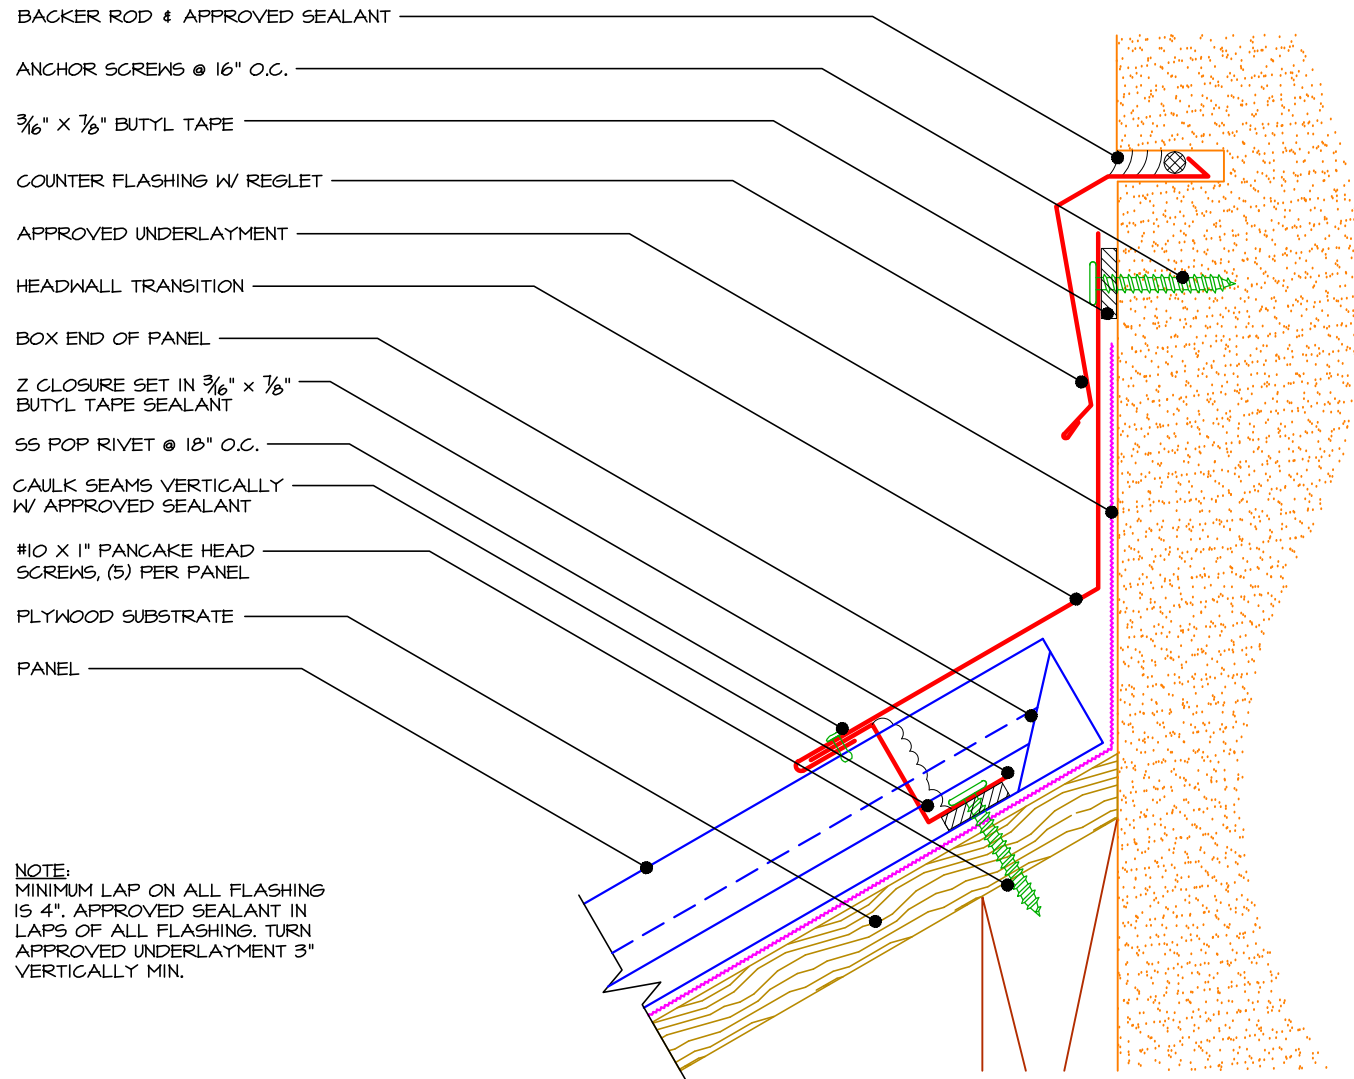 BACKER ROD & APPROVED SEALANT
ANCHOR SCREWS @ 16" O.C.
3/16" X 7/8" BUTYL TAPE
COUNTER FLASHING W/ REGLET
APPROVED UNDERLAYMENT
HEADWALL TRANSITION
BOX END OF PANEL
Z CLOSURE SET IN 3/16" X 7/8"
BUTYL TAPE SEALANT
SS POP RIVET @ 18" O.C.
CAULK SEAMS VERTICALLY
W/ APPROVED SEALANT
#10 X 1" PANCAKE HEAD
SCREWS, (5) PER PANEL
PLYWOOD SUBSTRATE
PANEL
NOTE:
MINIMUM LAP ON ALL FLASHING
IS 4". APPROVED SEALANT IN
LAPS OF ALL FLASHING. TURN
APPROVED UNDERLAYMENT 3"
VERTICALLY MIN.